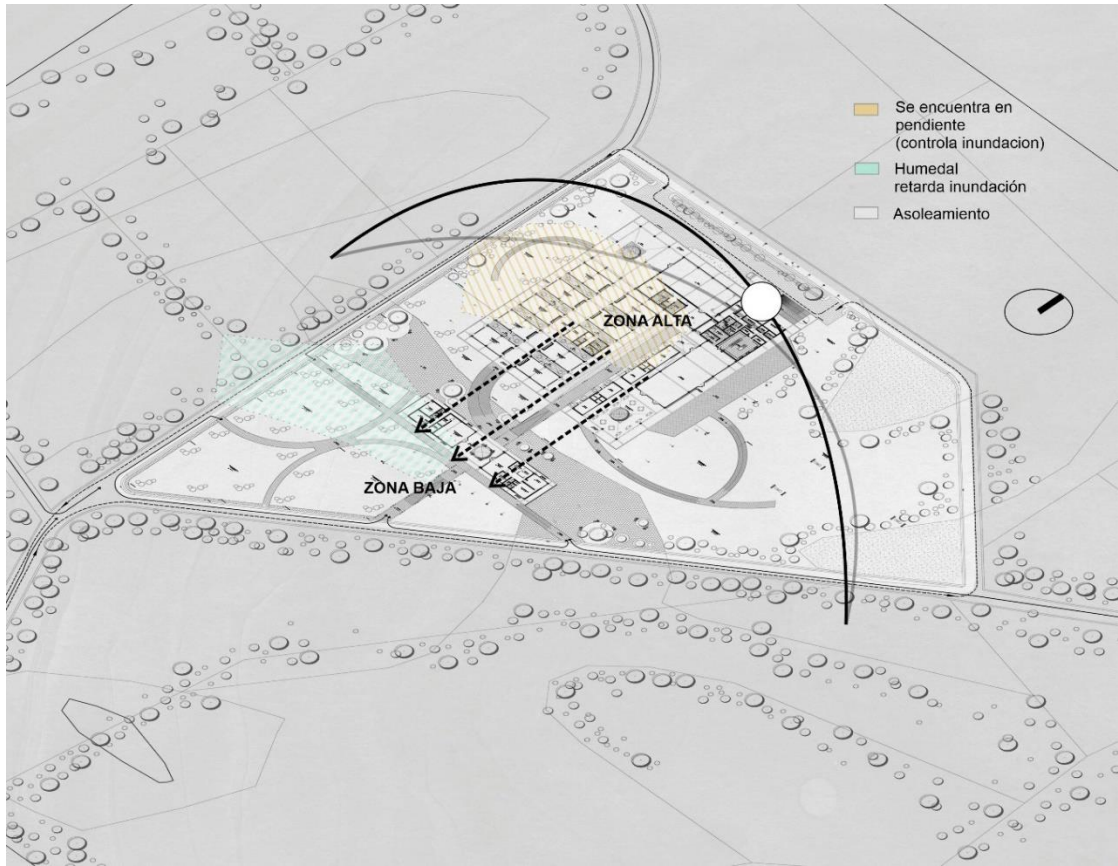 Se encuentra en
pendiente
(controla inundacion)
Humedal
retarda inundación
Asoleamiento
ZONA ALTA
ZONA BAJA